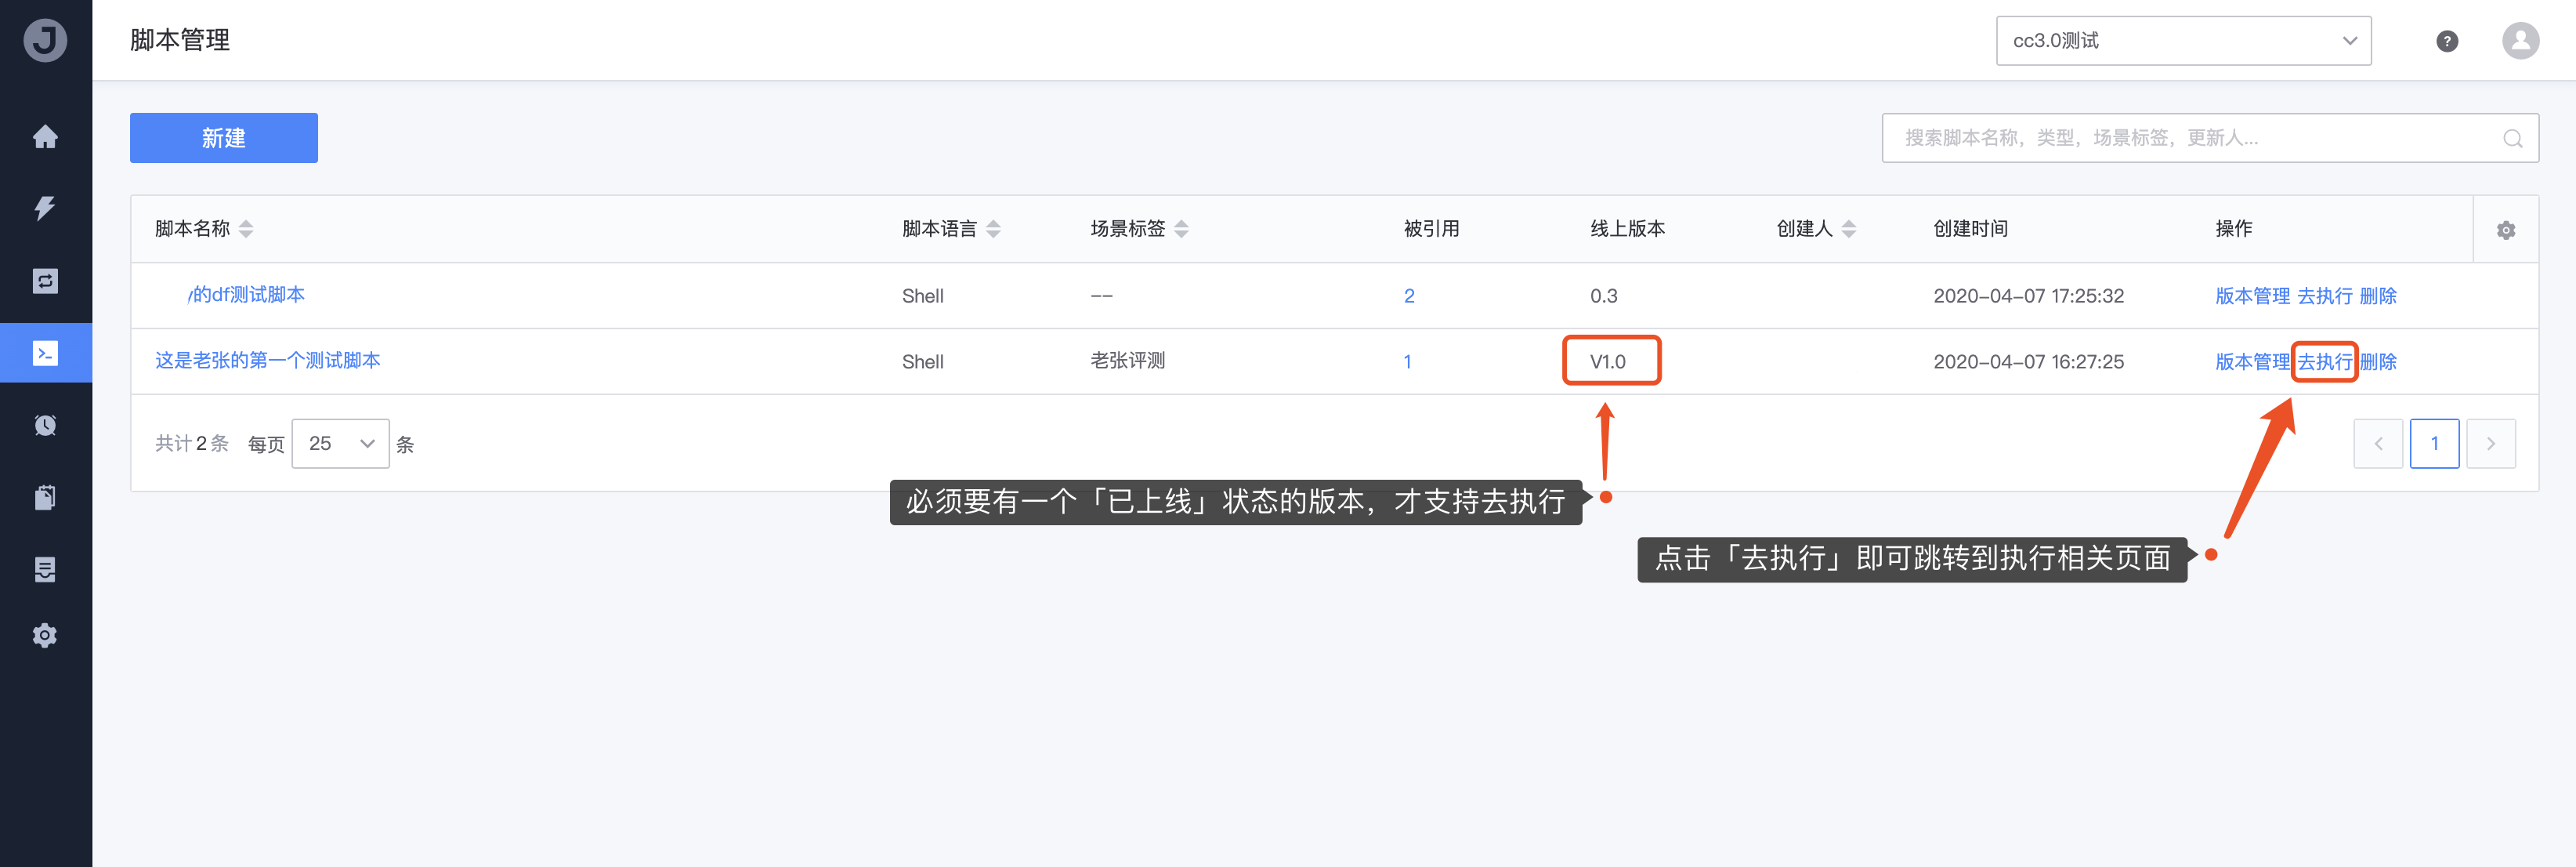 J
脚本管理
cc3.0测试
?
新建
搜索脚本名称，类型，场景标签，更新人...
脚本名称 脚本语言 场景标签 被引用 线上版本 创建人 创建时间 操作
的df测试脚本 Shell -- 2 0.3 2020-04-07 17:25:32 版本管理 去执行 删除
这是老张的第一个测试脚本 Shell 老张评测 1 V1.0 2020-04-07 16:27:25 版本管理 去执行 删除
共计2条 每页 25 条 1
必须要有一个「已上线」状态的版本，才支持去执行
点击「去执行」即可跳转到执行相关页面